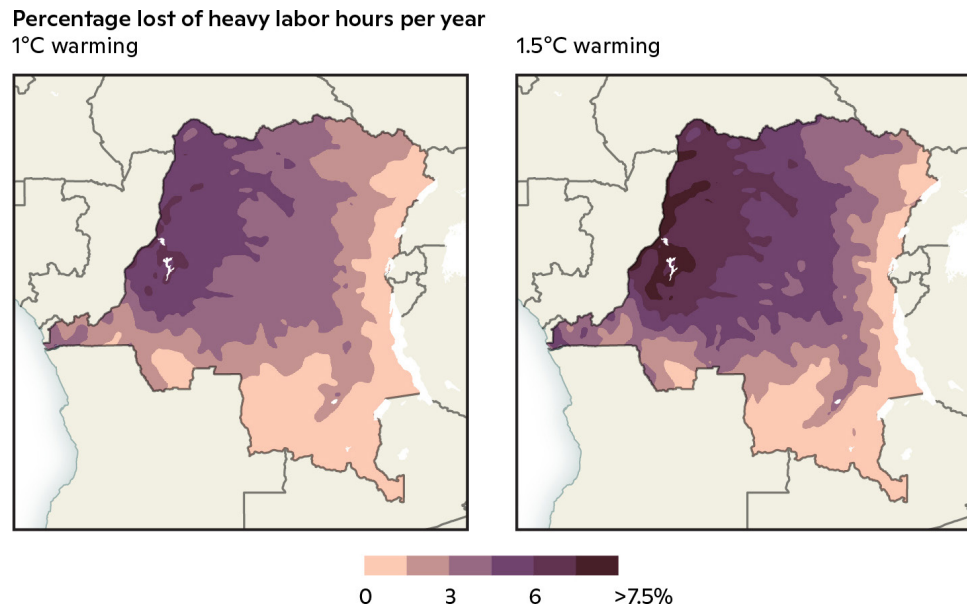 Percentage lost of heavy labor hours per year
1°C warming
1.5°C warming
0 3 6 >7.5%